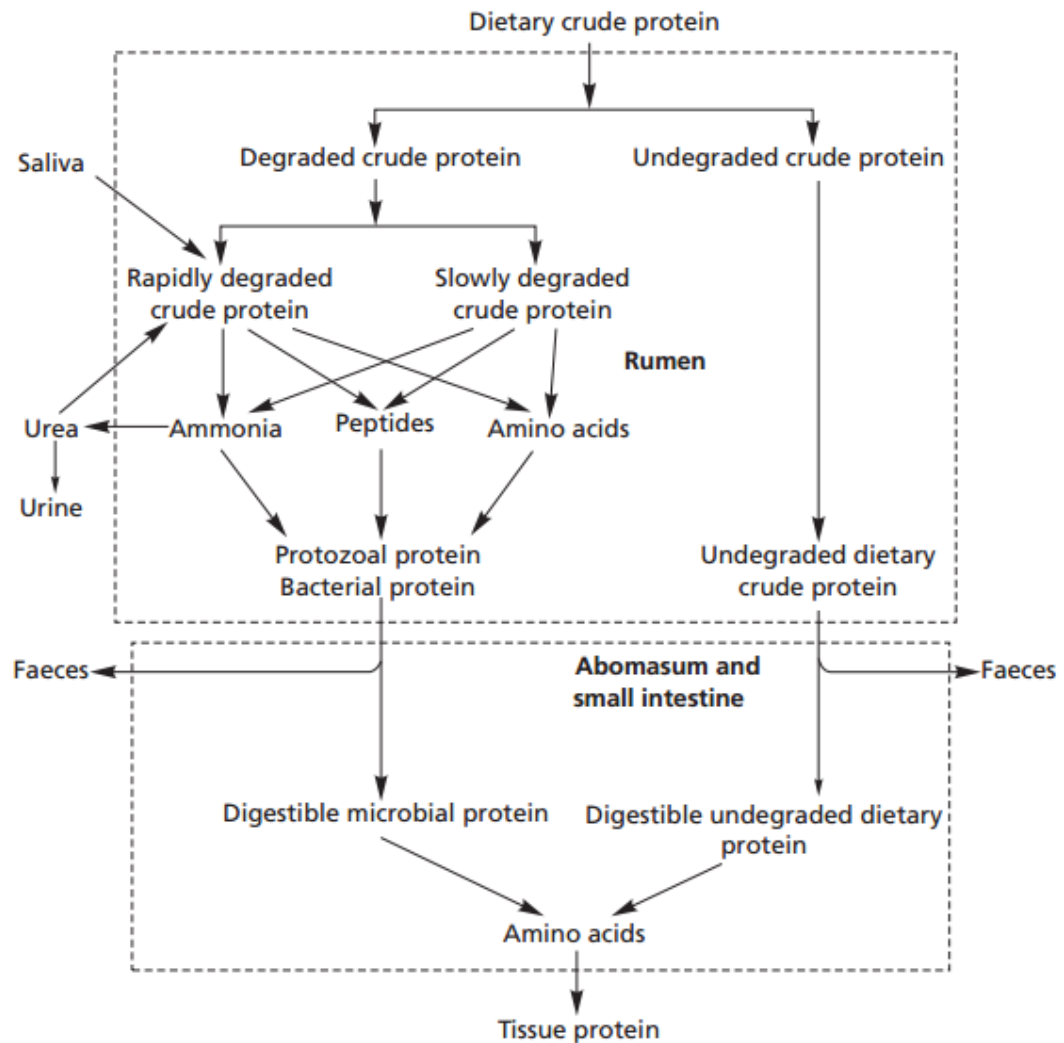 Dietary crude protein
Degraded crude protein
Undegraded crude protein
Saliva
Rapidly degraded
crude protein
Slowly degraded
crude protein
Rumen
Urea
Ammonia
Peptides
Amino acids
Urine
Protozoal protein
Bacterial protein
Undegraded dietary
crude protein
Faeces
Abomasum and
small intestine
Faeces
Digestible microbial protein
Digestible undegraded dietary
protein
Amino acids
Tissue protein